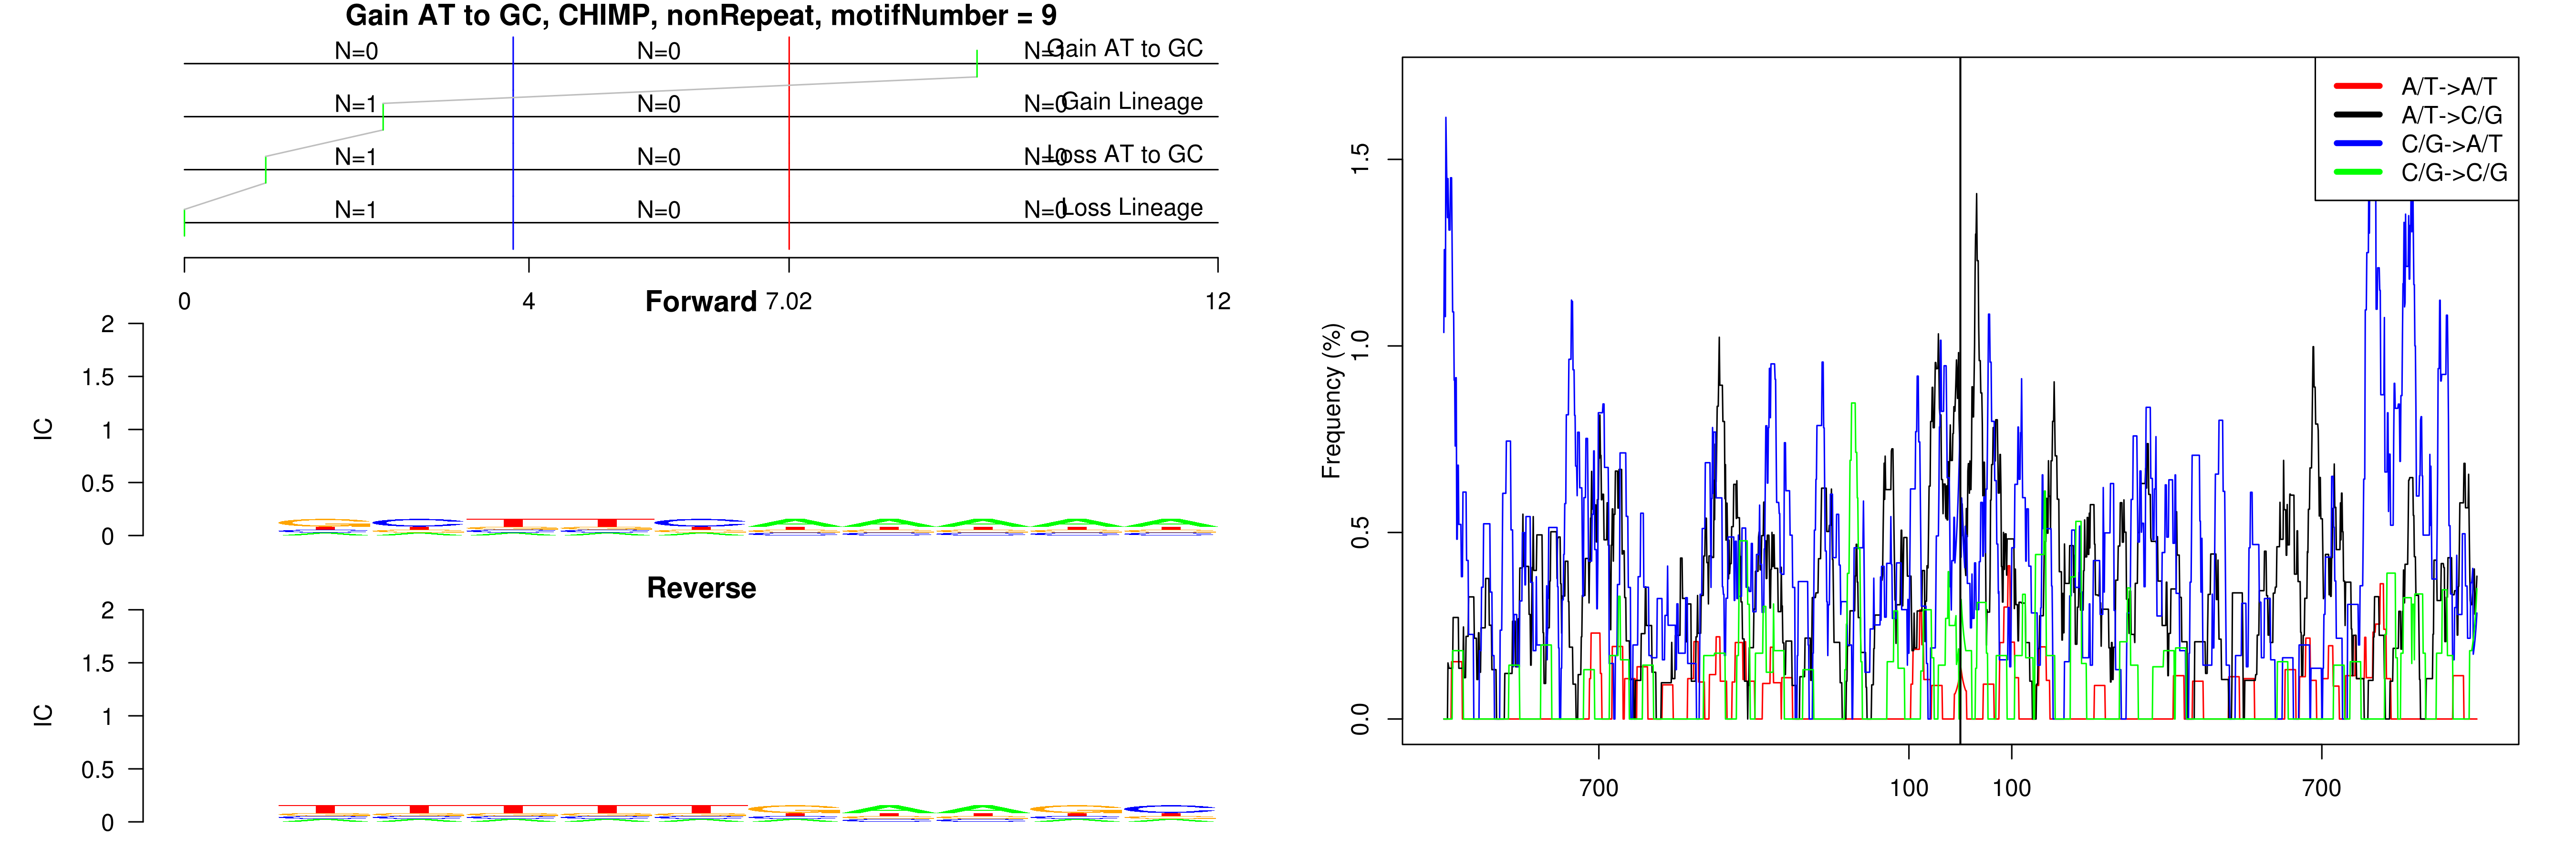 Gain AT to GC, CHIMP, nonRepeat, motifNumber = 9
N=0 N=0 N=1 Gain AT to GC
N=1 N=0 N=0 Gain Lineage
N=1 N=0 N=0 Loss AT to GC
N=1 N=0 N=0 Loss Lineage
0 4 7.02 12
Forward
IC
2
1.5
1
0.5
0
GCTTCAAAAA
Reverse
IC
2
1.5
1
0.5
0
TTTTTGAAGC
Frequency (%)
1.5
1.0
0.5
0.0
700 100 100 700
A/T->A/T
A/T->C/G
C/G->A/T
C/G->C/G